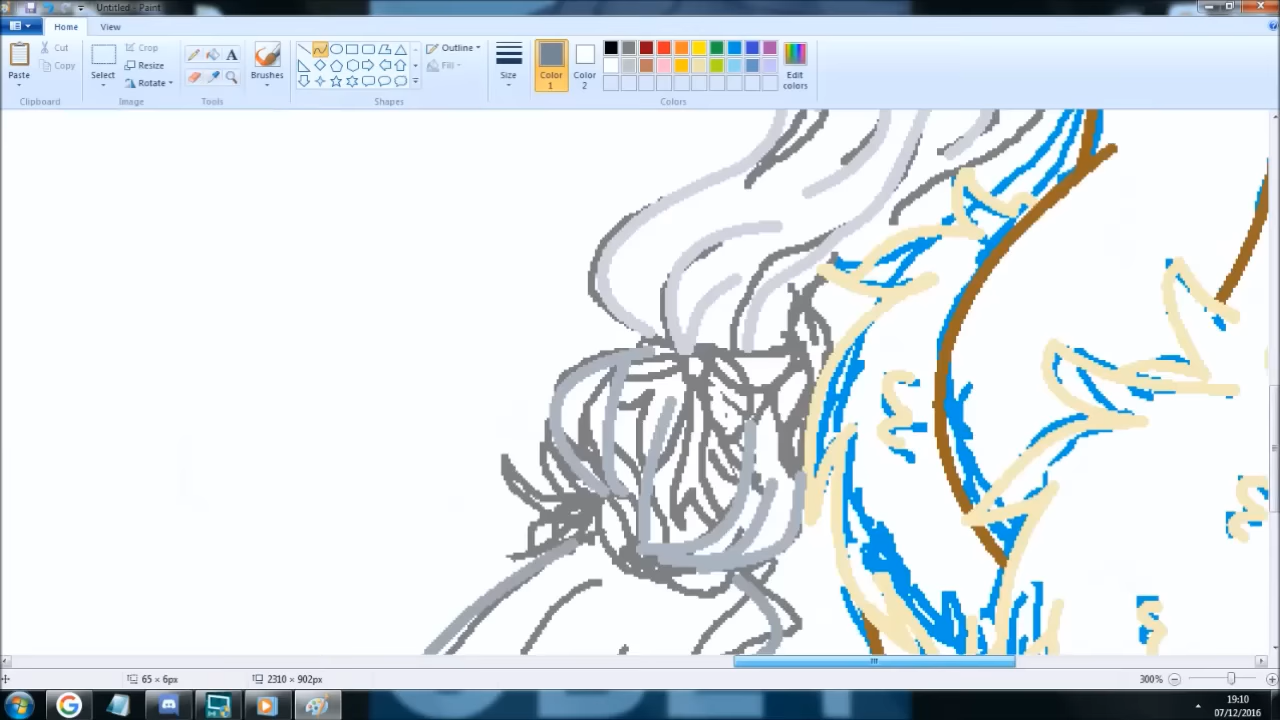 Untitled - Paint
Home
View
Paste
Cut
Copy
Clipboard
Select
Crop
Resize
Rotate
Image
Tools
A
Brushes
Outline
Fill
Shapes
Size
Color
1
Color
2
Edit
colors
Colors
65 × 6px
2310 × 902px
300%
19:10
07/12/2016